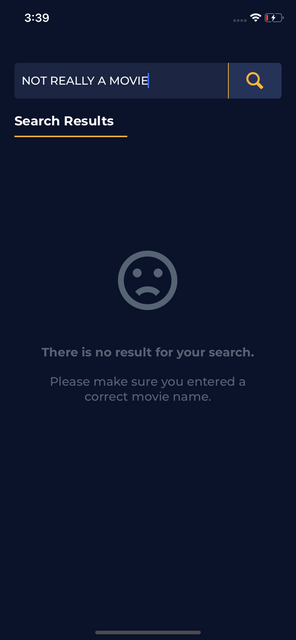 3:39
NOT REALLY A MOVIE
Search Results
There is no result for your search.
Please make sure you entered a
correct movie name.